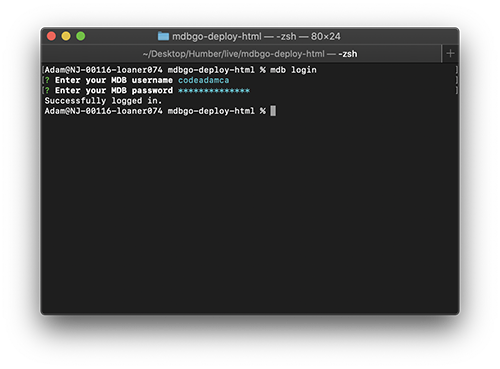 mdbgo-deploy-html — -zsh — 80×24
~/Desktop/Humber/live/mdbgo-deploy-html — -zsh +
[Adam@NJ-00116-loaner074 mdbgo-deploy-html % mdb login ]
[? Enter your MDB username codeadamca ]
[? Enter your MDB password ************** ]
Successfully logged in.
Adam@NJ-00116-loaner074 mdbgo-deploy-html %